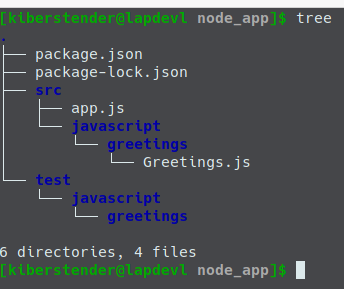 [kiberstender@lapdevl node_app]$ tree
.
├── package.json
├── package-lock.json
├── src
│   ├── app.js
│   └── javascript
│       └── greetings
│           └── Greetings.js
└── test
    └── javascript
        └── greetings
6 directories, 4 files
[kiberstender@lapdevl node_app]$